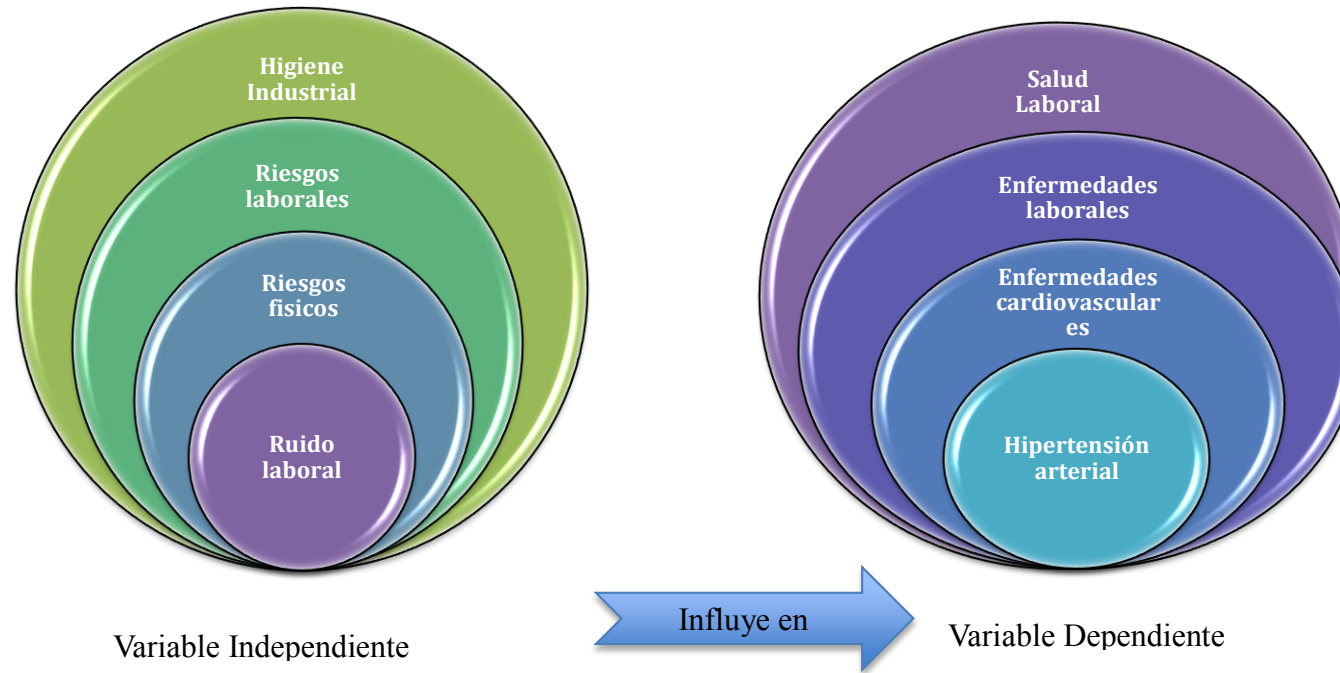 Higiene
Industrial
Riesgos
laborales
Riesgos
fisicos
Ruido
laboral
Variable Independiente
Influye en
Salud
Laboral
Enfermedades
laborales
Enfermedades
cardiovascular
es
Hipertensión
arterial
Variable Dependiente